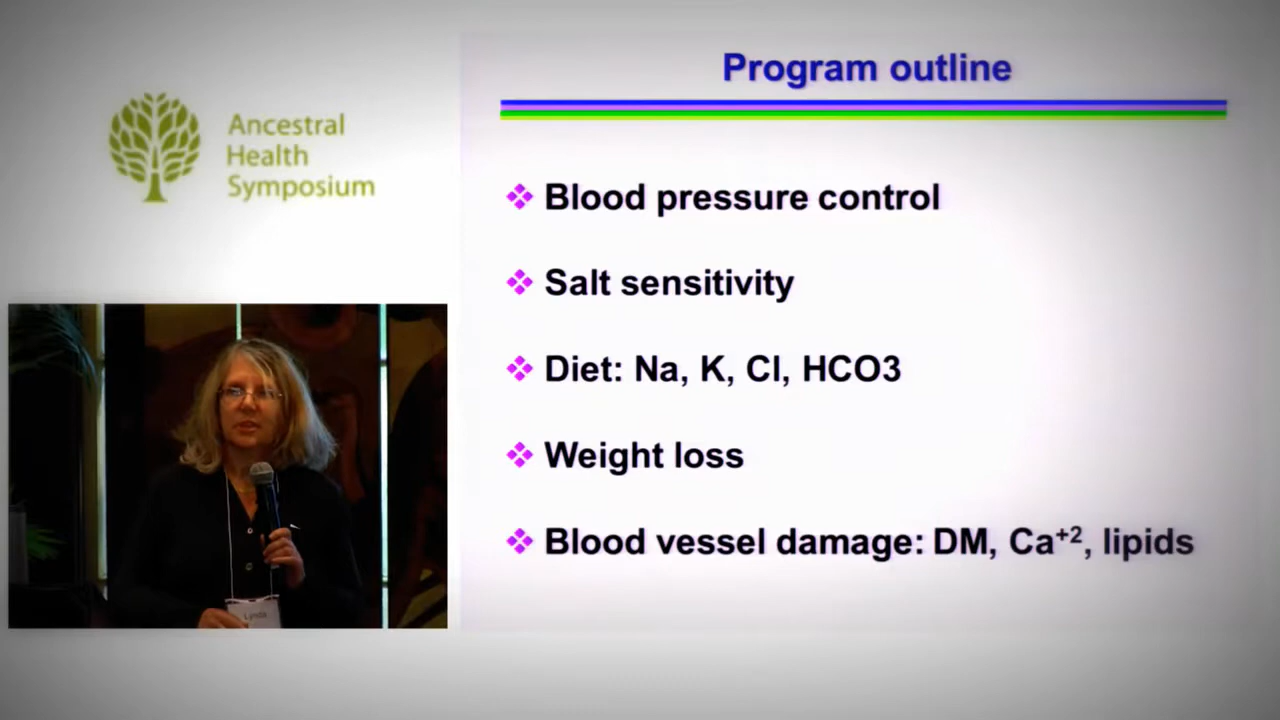 Ancestral
Health
Symposium
Program outline
Blood pressure control
Salt sensitivity
Diet: Na, K, Cl, HCO3
Weight loss
Blood vessel damage: DM, Ca⁺², lipids
Lynda